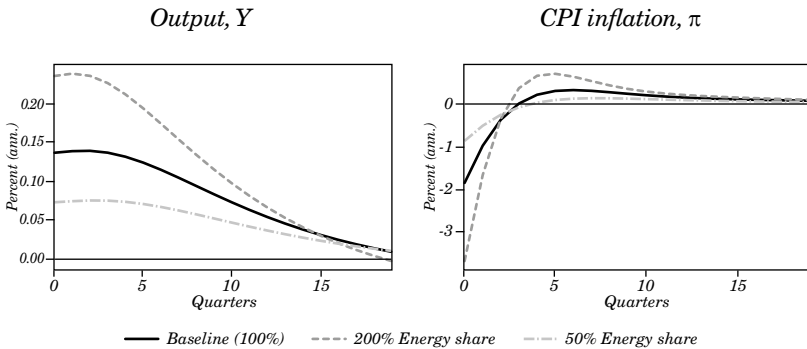 Output, Y
CPI inflation, π
Percent (ann.)
0.20
0.15
0.10
0.05
0.00
0
5
10
15
Quarters
Percent (ann.)
0
-1
-2
-3
0
5
10
15
Quarters
Baseline (100%)
200% Energy share
50% Energy share